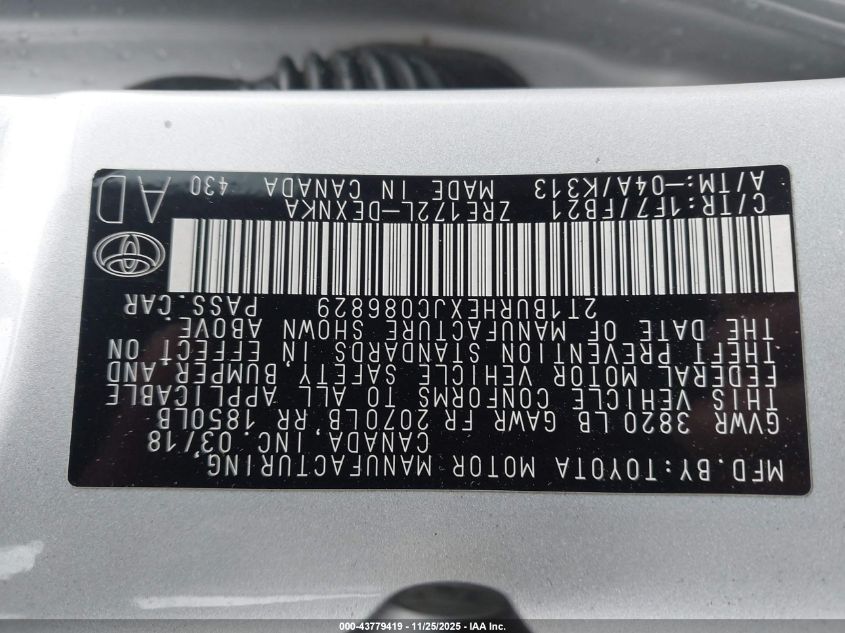 MFD.BY:TOYOTA MOTOR MANUFACTURING
CANADA,INC. 03/18
GVWR 3820 LB GAWR FR 2070LB,RR 1850LB
THIS VEHICLE CONFORMS TO ALL APPLICABLE
FEDERAL MOTOR VEHICLE SAFETY,BUMPER,AND
THEFT PREVENTION STANDARDS IN EFFECT ON
THE DATE OF MANUFACTURE SHOWN ABOVE.
2T1BURHEXJC086829 PASS.CAR
C/TR:1F7/FB21 ZRE172L-DEXNKA
A/TM:-04A/K313 MADE IN CANADA 430
AD
000-43779419 - 11/25/2025 - IAA Inc.